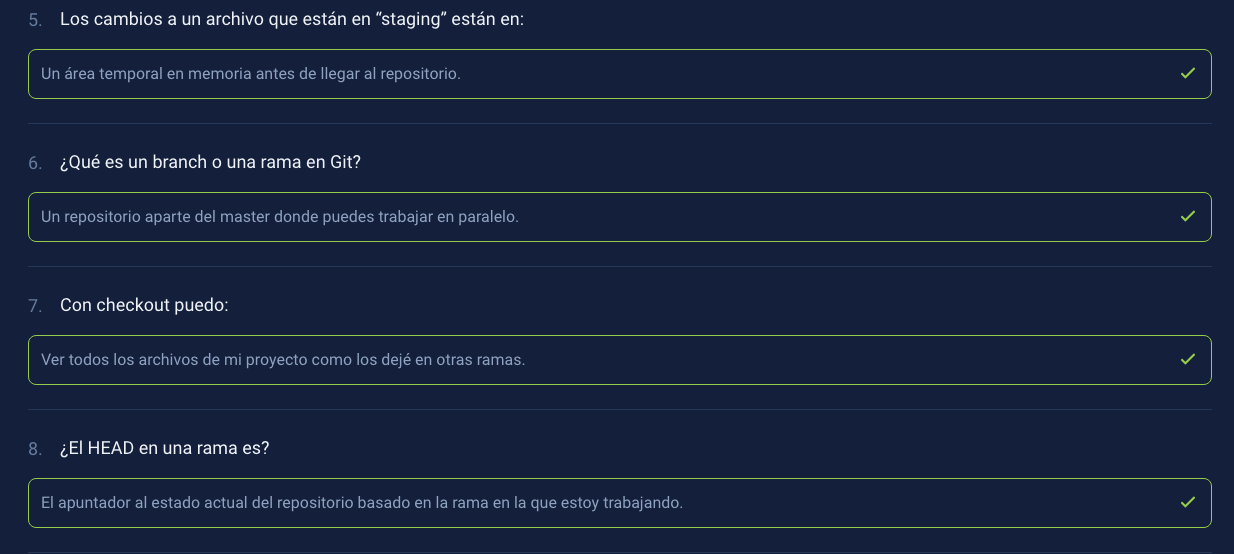 5. Los cambios a un archivo que están en “staging” están en:
Un área temporal en memoria antes de llegar al repositorio.
6. ¿Qué es un branch o una rama en Git?
Un repositorio aparte del master donde puedes trabajar en paralelo.
7. Con checkout puedo:
Ver todos los archivos de mi proyecto como los dejé en otras ramas.
8. ¿El HEAD en una rama es?
El apuntador al estado actual del repositorio basado en la rama en la que estoy trabajando.